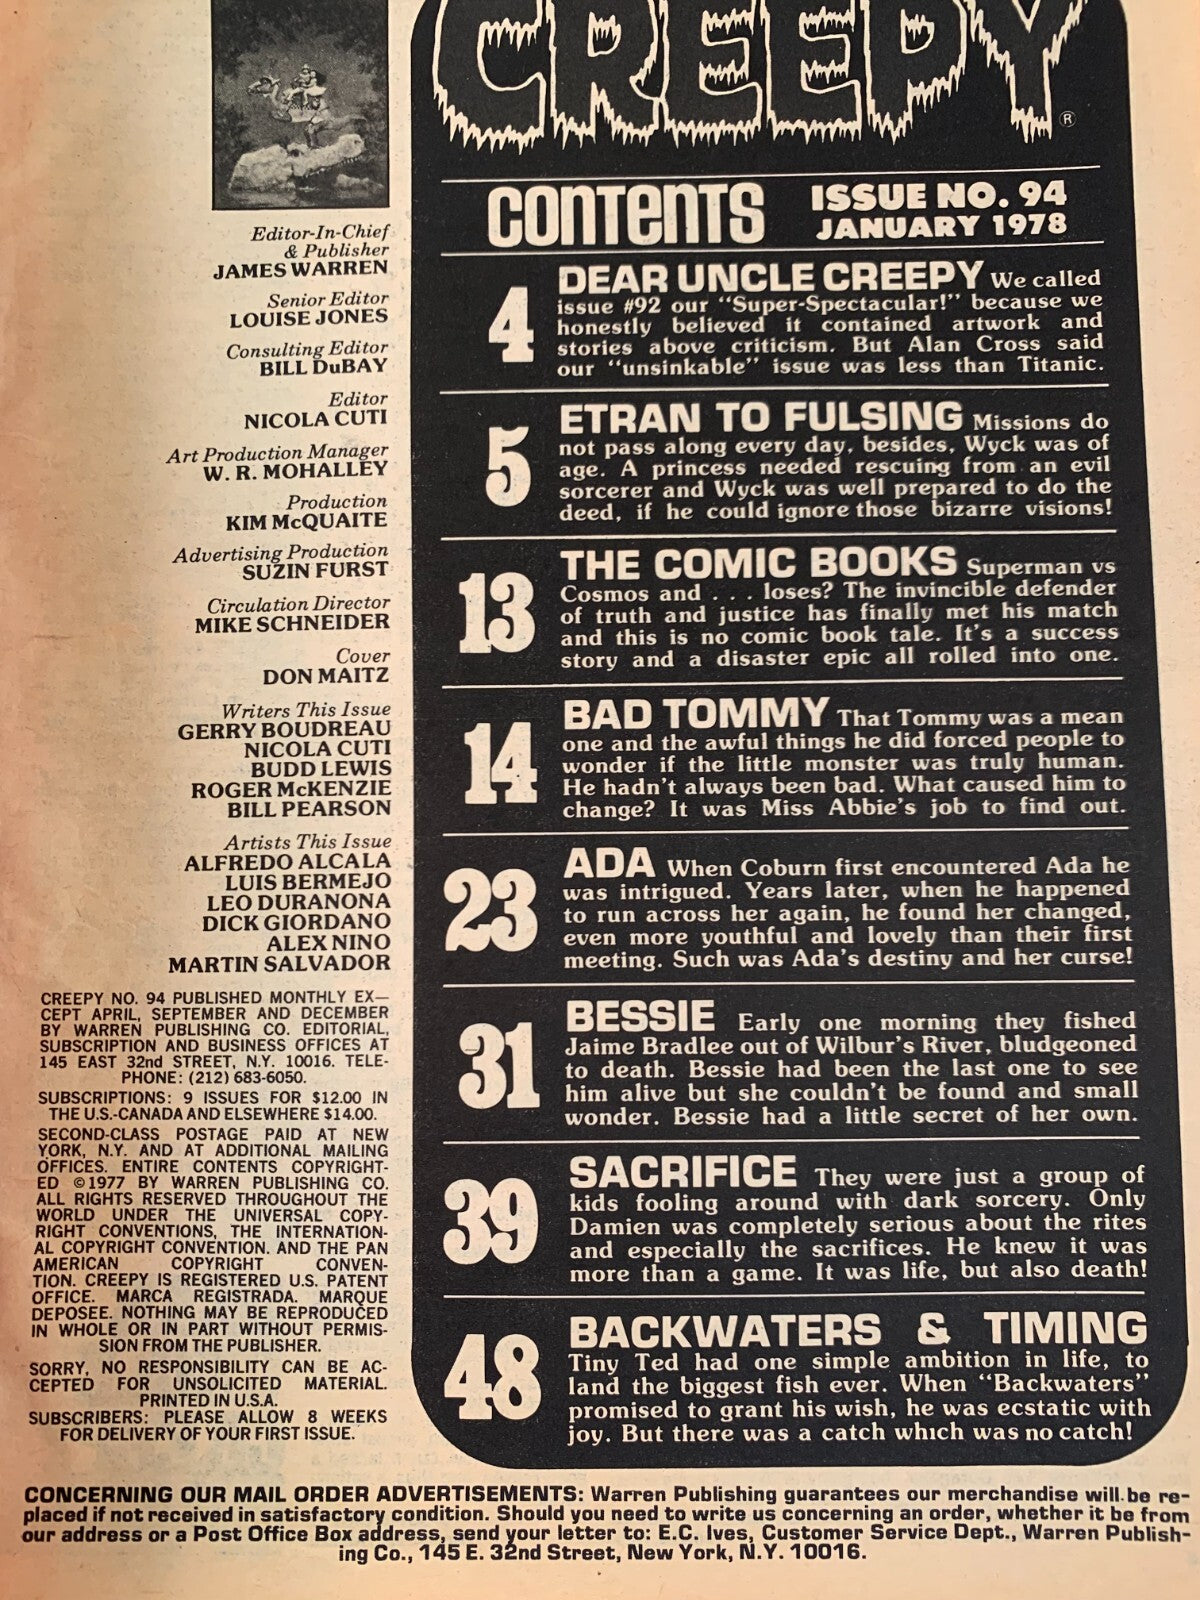 CREEPY®
CONTENTS
ISSUE NO. 94
JANUARY 1978
Editor-In-Chief
& Publisher
JAMES WARREN
Senior Editor
LOUISE JONES
Consulting Editor
BILL DuBAY
Editor
NICOLA CUTI
Art Production Manager
W. R. MOHALLEY
Production
KIM McQUAITE
Advertising Production
SUZIN FURST
Circulation Director
MIKE SCHNEIDER
Cover
DON MAITZ
Writers This Issue
GERRY BOUDREAU
NICOLA CUTI
BUDD LEWIS
ROGER McKENZIE
BILL PEARSON
Artists This Issue
ALFREDO ALCALA
LUIS BERMEJO
LEO DURANONA
DICK GIORDANO
ALEX NINO
MARTIN SALVADOR
CREEPY NO. 94 PUBLISHED MONTHLY EX—
CEPT APRIL, SEPTEMBER AND DECEMBER
BY WARREN PUBLISHING CO. EDITORIAL,
SUBSCRIPTION AND BUSINESS OFFICES AT
145 EAST 32nd STREET, N.Y. 10016. TELE-
PHONE: (212) 683-6050.
SUBSCRIPTIONS: 9 ISSUES FOR $12.00 IN
THE U.S.-CANADA AND ELSEWHERE $14.00.
SECOND-CLASS POSTAGE PAID AT NEW
YORK, N.Y. AND AT ADDITIONAL MAILING
OFFICES. ENTIRE CONTENTS COPYRIGHT-
ED ©1977 BY WARREN PUBLISHING CO.
ALL RIGHTS RESERVED THROUGHOUT THE
WORLD UNDER THE UNIVERSAL COPY-
RIGHT CONVENTIONS, THE INTERNATION-
AL COPYRIGHT CONVENTION. AND THE PAN
AMERICAN COPYRIGHT CONVEN-
TION. CREEPY IS REGISTERED U.S. PATENT
OFFICE. MARCA REGISTRADA. MARQUE
DEPOSEE. NOTHING MAY BE REPRODUCED
IN WHOLE OR IN PART WITHOUT PERMIS-
SION FROM THE PUBLISHER.
SORRY, NO RESPONSIBILITY CAN BE AC-
CEPTED FOR UNSOLICITED MATERIAL.
PRINTED IN U.S.A.
SUBSCRIBERS: PLEASE ALLOW 8 WEEKS
FOR DELIVERY OF YOUR FIRST ISSUE.
4
DEAR UNCLE CREEPY We called
issue #92 our "Super-Spectacular!" because we
honestly believed it contained artwork and
stories above criticism. But Alan Cross said
our "unsinkable" issue was less than Titanic.
5
ETRAN TO FULSING Missions do
not pass along every day, besides, Wyck was of
age. A princess needed rescuing from an evil
sorcerer and Wyck was well prepared to do the
deed, if he could ignore those bizarre visions!
13
THE COMIC BOOKS Superman vs
Cosmos and . . . loses? The invincible defender
of truth and justice has finally met his match
and this is no comic book tale. It's a success
story and a disaster epic all rolled into one.
14
BAD TOMMY That Tommy was a mean
one and the awful things he did forced people to
wonder if the little monster was truly human.
He hadn't always been bad. What caused him to
change? It was Miss Abbie's job to find out.
23
ADA When Coburn first encountered Ada he
was intrigued. Years later, when he happened
to run across her again, he found her changed,
even more youthful and lovely than their first
meeting. Such was Ada's destiny and her curse!
31
BESSIE Early one morning they fished
Jaime Bradlee out of Wilbur's River, bludgeoned
to death. Bessie had been the last one to see
him alive but she couldn't be found and small
wonder. Bessie had a little secret of her own.
39
SACRIFICE They were just a group of
kids fooling around with dark sorcery. Only
Damien was completely serious about the rites
and especially the sacrifices. He knew it was
more than a game. It was life, but also death!
48
BACKWATERS & TIMING
Tiny Ted had one simple ambition in life, to
land the biggest fish ever. When "Backwaters"
promised to grant his wish, he was ecstatic with
joy. But there was a catch which was no catch!
CONCERNING OUR MAIL ORDER ADVERTISEMENTS: Warren Publishing guarantees our merchandise will be re-
placed if not received in satisfactory condition. Should you need to write us concerning an order, whether it be from
our address or a Post Office Box address, send your letter to: E.C. Ives, Customer Service Dept., Warren Publish-
ing Co., 145 E. 32nd Street, New York, N.Y. 10016.